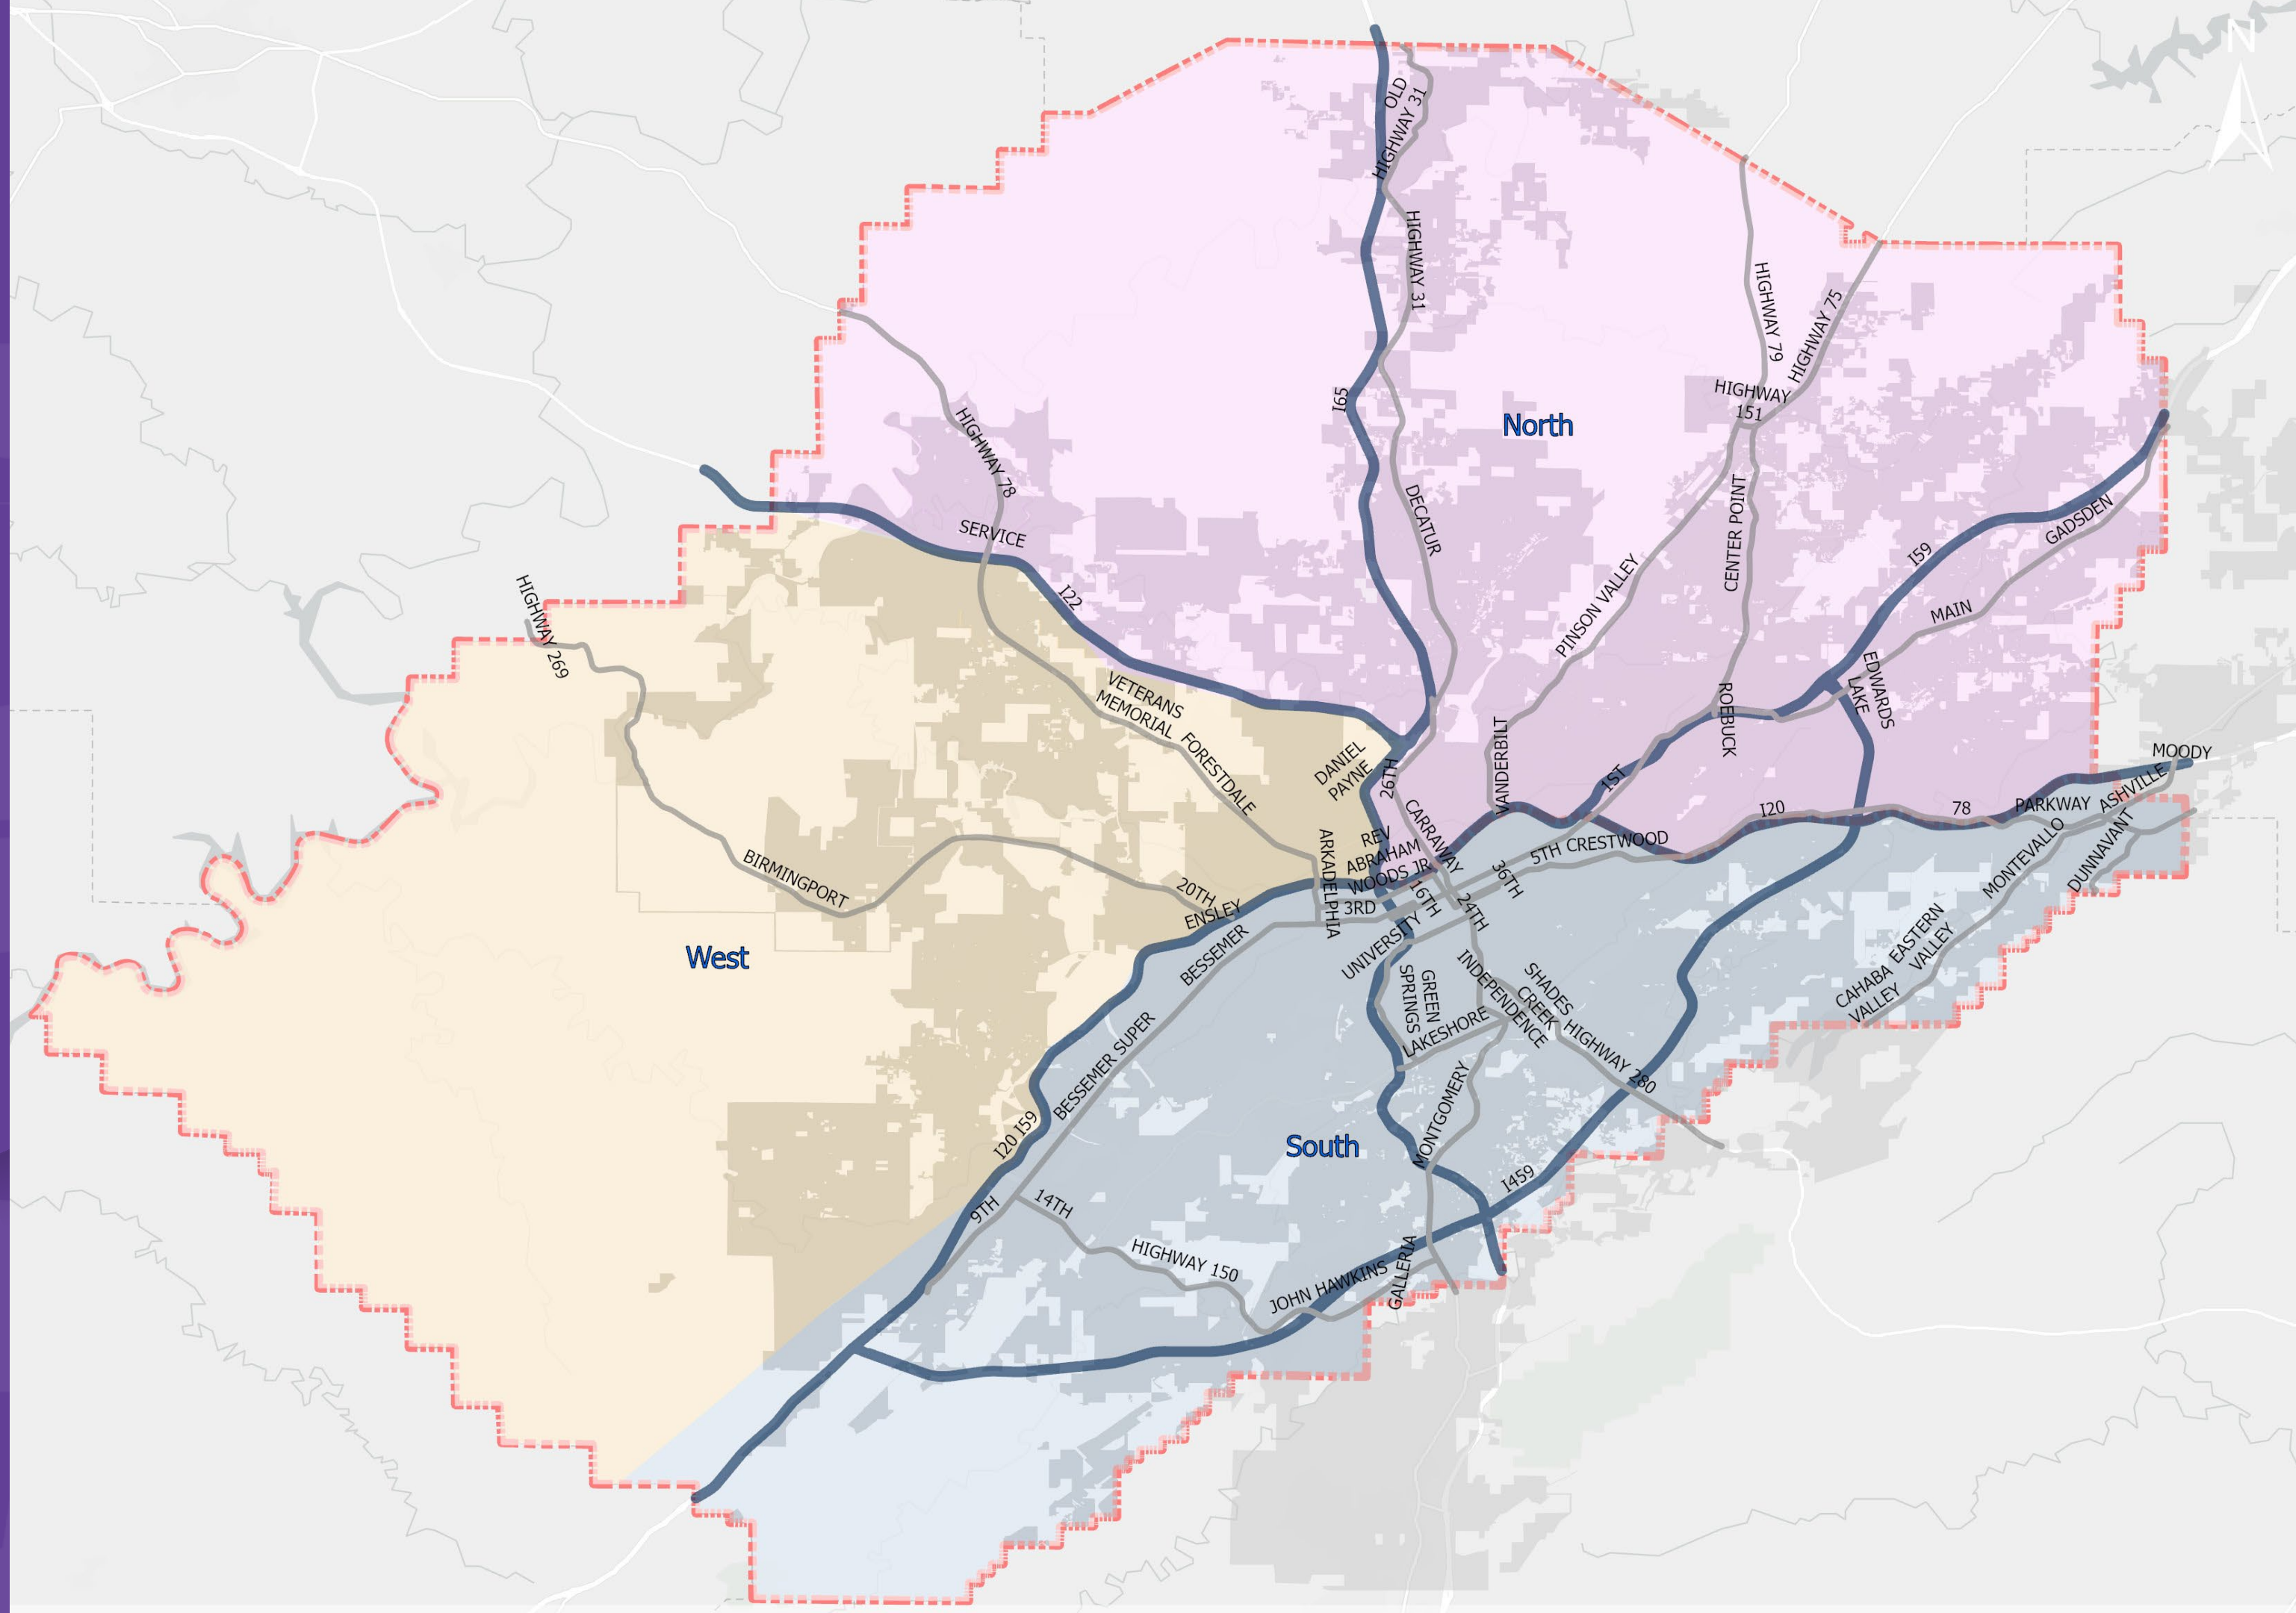 N
OLD
HIGHWAY 31
HIGHWAY 31
HIGHWAY 79
HIGHWAY 75
HIGHWAY
151
I65
North
HIGHWAY 78
DECATUR
CENTER POINT
GADSDEN
SERVICE
I59
I22
PINSON VALLEY
MAIN
HIGHWAY 269
EDWARDS
LAKE
VETERANS
MEMORIAL
ROEBUCK
FORESTDALE
DANIEL
PAYNE
26TH
VANDERBILT
1ST
MOODY
ASHVILLE
PARKWAY
78
I20
CARRAWAY
REV
ABRAHAM
WOODS JR
ARKADELPHIA
5TH
CRESTWOOD
36TH
MONTEVALLO
DUNNAVANT
BIRMINGPORT
20TH
ENSLEY
3RD
16TH
24TH
BESSEMER
UNIVERSITY
West
GREEN
SPRINGS
INDEPENDENCE
SHADES
CREEK
EASTERN
VALLEY
CAHABA
VALLEY
LAKESHORE
HIGHWAY 280
BESSEMER SUPER
MONTGOMERY
I20 I59
South
I459
9TH
14TH
HIGHWAY 150
JOHN HAWKINS
GALLERIA